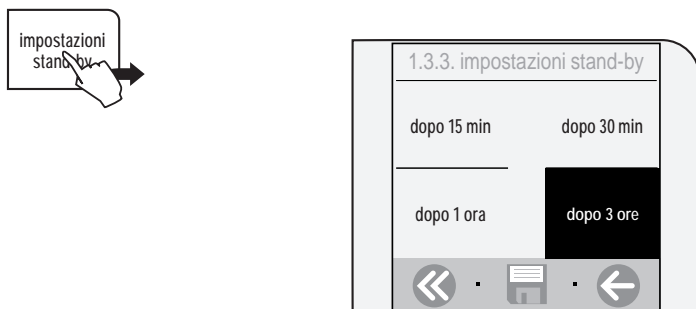 impostazioni
stand-by
1.3.3. impostazioni stand-by
dopo 15 min
dopo 30 min
dopo 1 ora
dopo 3 ore